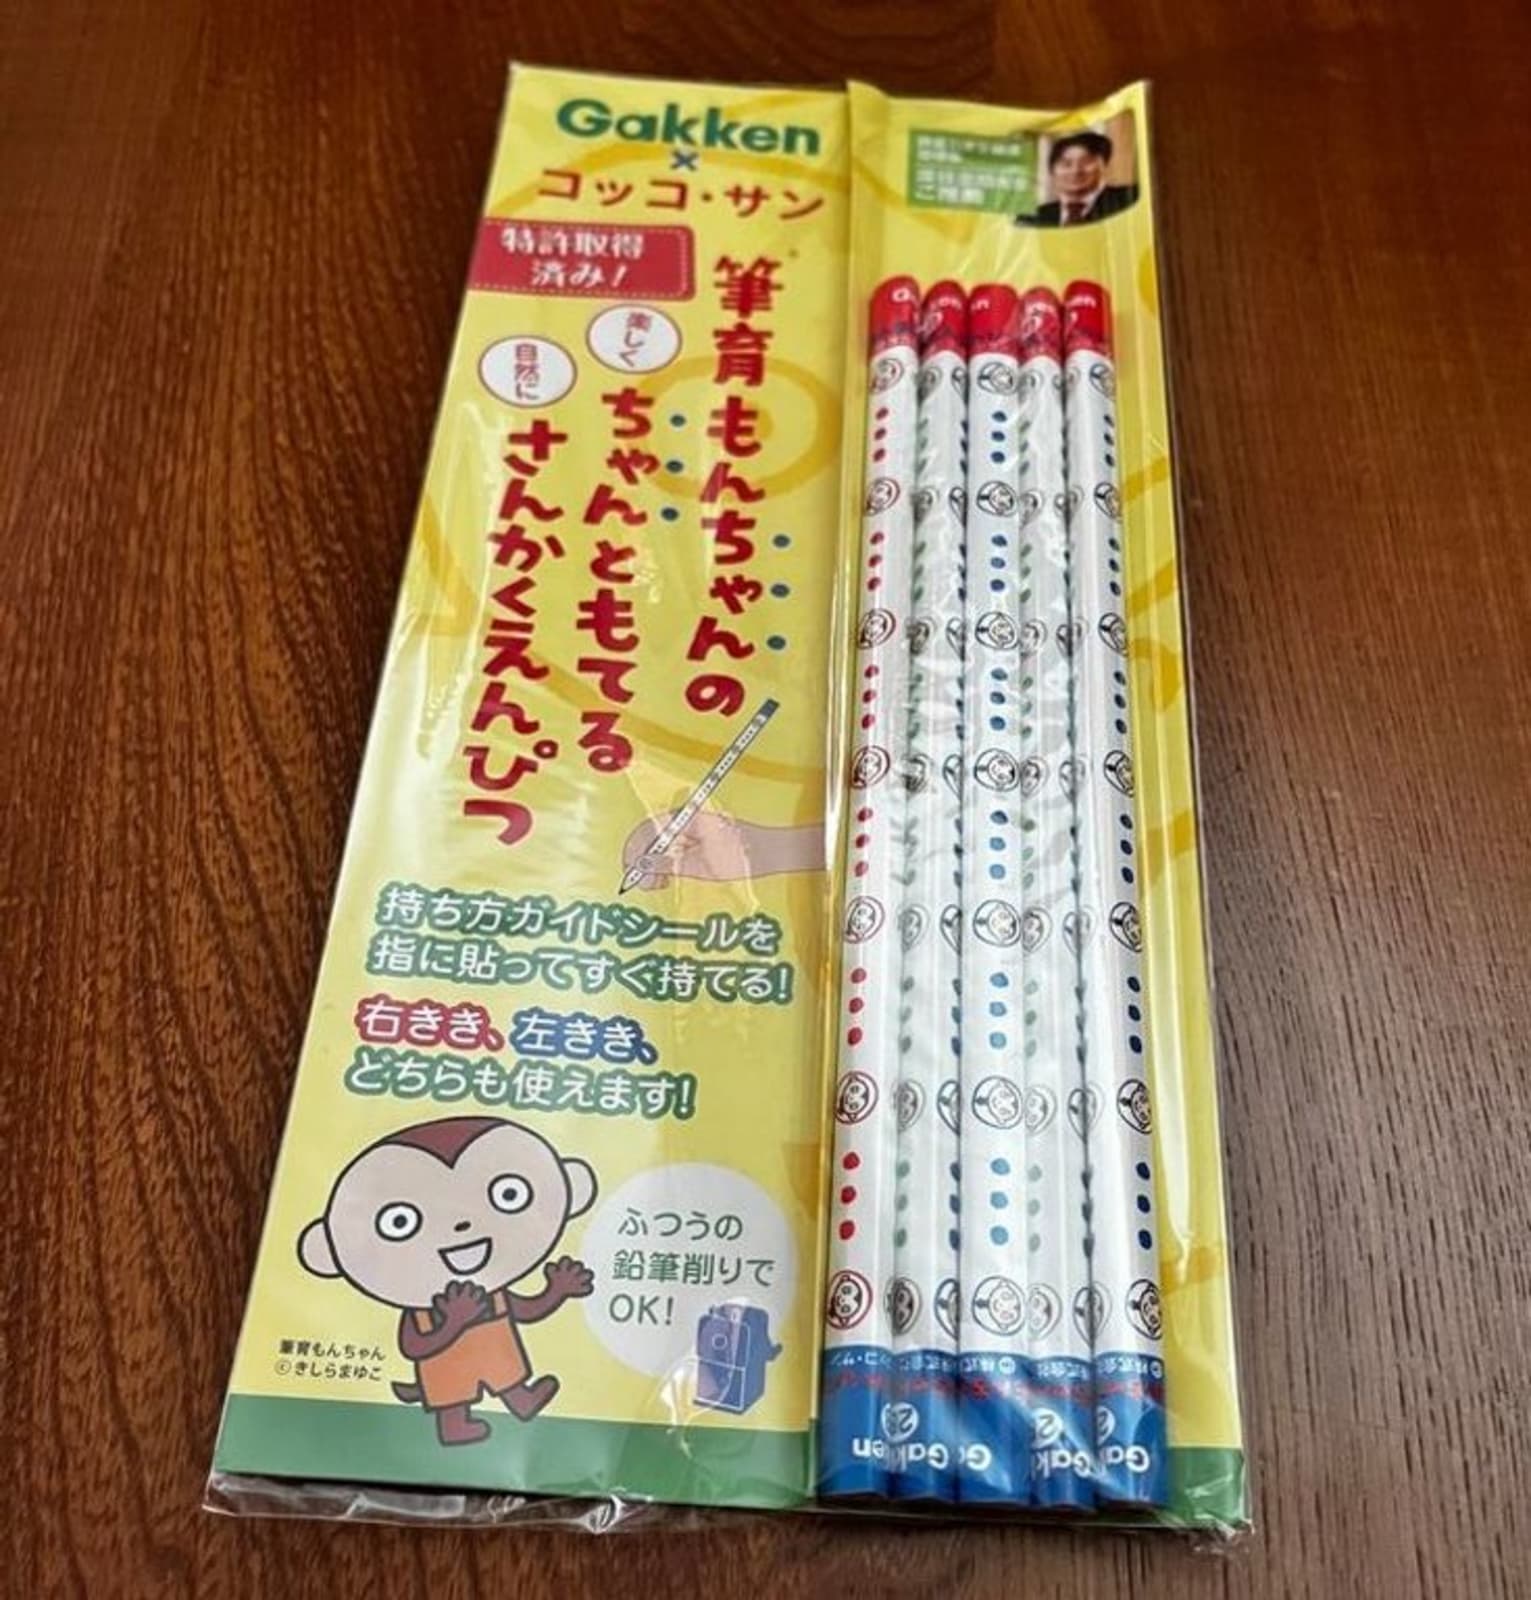 Gakken
×
コッコ・サン
特許取得
済み!
筆育もんちゃんの
楽しく
ちゃんともてる
自然に
さんかくえんぴつ
持ち方ガイドシールを
指に貼ってすぐ持てる!
右きき、左きき、
どちらも使えます!
ふつうの
鉛筆削りで
OK!
筆育もんちゃん
©きしらまゆこ
ご推薦
Gakken
Gakken